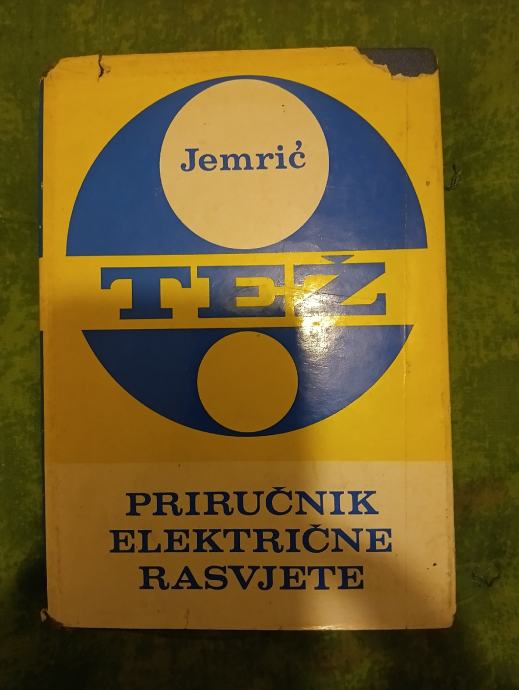 Jemrić
TEŽ
PRIRUČNIK
ELEKTRIČNE
RASVJETE